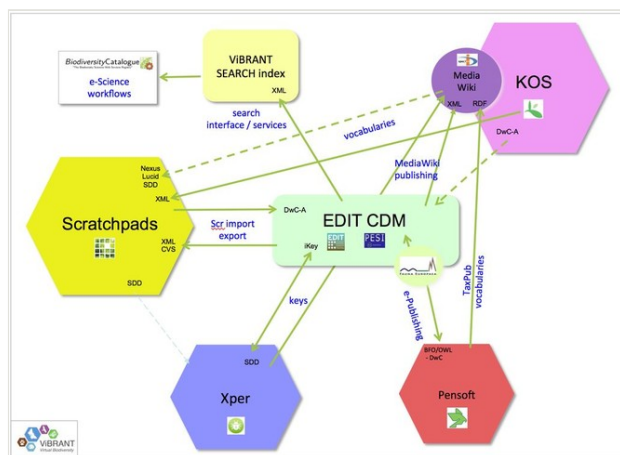 BiodiversityCatalogue
e-Science
workflows
ViBRANT
SEARCH index
XML
search
interface / services
vocabularies
Media
Wiki
XML RDF
KOS
DwC-A
MediaWiki
publishing
Nexus
Lucid
SDD
XML
Scratchpads
XML
CVS
SDD
Scr import
export
DwC-A
EDIT CDM
iKey
EDIT
PESI
keys
e-Publishing
TaxPub
vocabularies
SDD
Xper
BFO/OWL
- DwC
Pensoft
ViBRANT
Virtual Biodiversity